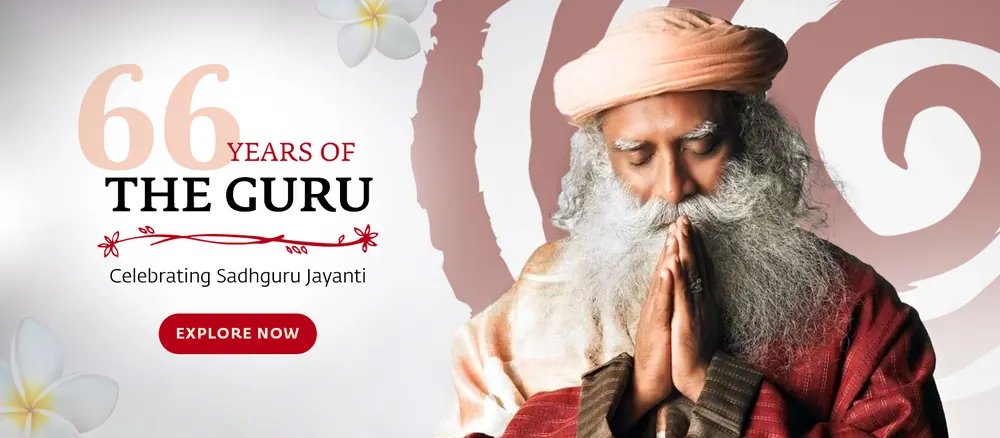 66
YEARS OF
THE GURU
Celebrating Sadhguru Jayanti
EXPLORE NOW